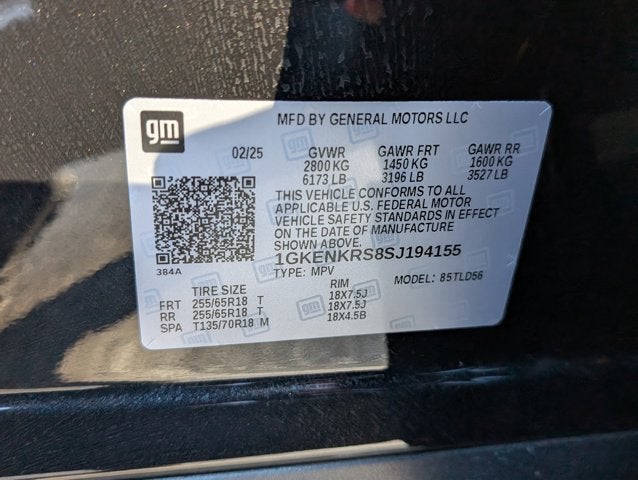 gm
MFD BY GENERAL MOTORS LLC
02/25 GVWR GAWR FRT GAWR RR
2800 KG 1450 KG 1600 KG
6173 LB 3196 LB 3527 LB
THIS VEHICLE CONFORMS TO ALL
APPLICABLE U.S. FEDERAL MOTOR
VEHICLE SAFETY STANDARDS IN EFFECT
ON THE DATE OF MANUFACTURE
SHOWN ABOVE.
384A
1GKENKRS8SJ194155
TYPE: MPV MODEL: 85TLD56
TIRE SIZE RIM
FRT 255/65R18 T 18X7.5J
RR 255/65R18 T 18X7.5J
SPA T135/70R18 M 18X4.5B